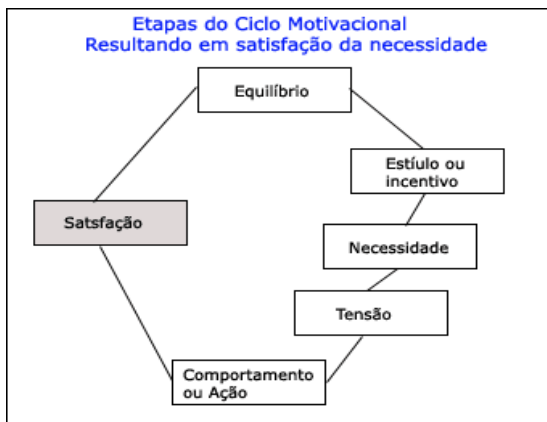 Etapas do Ciclo Motivacional
Resultando em satisfação da necessidade
Equilíbrio
Estíulo ou
incentivo
Satsfação
Necessidade
Tensão
Comportamento
ou Ação